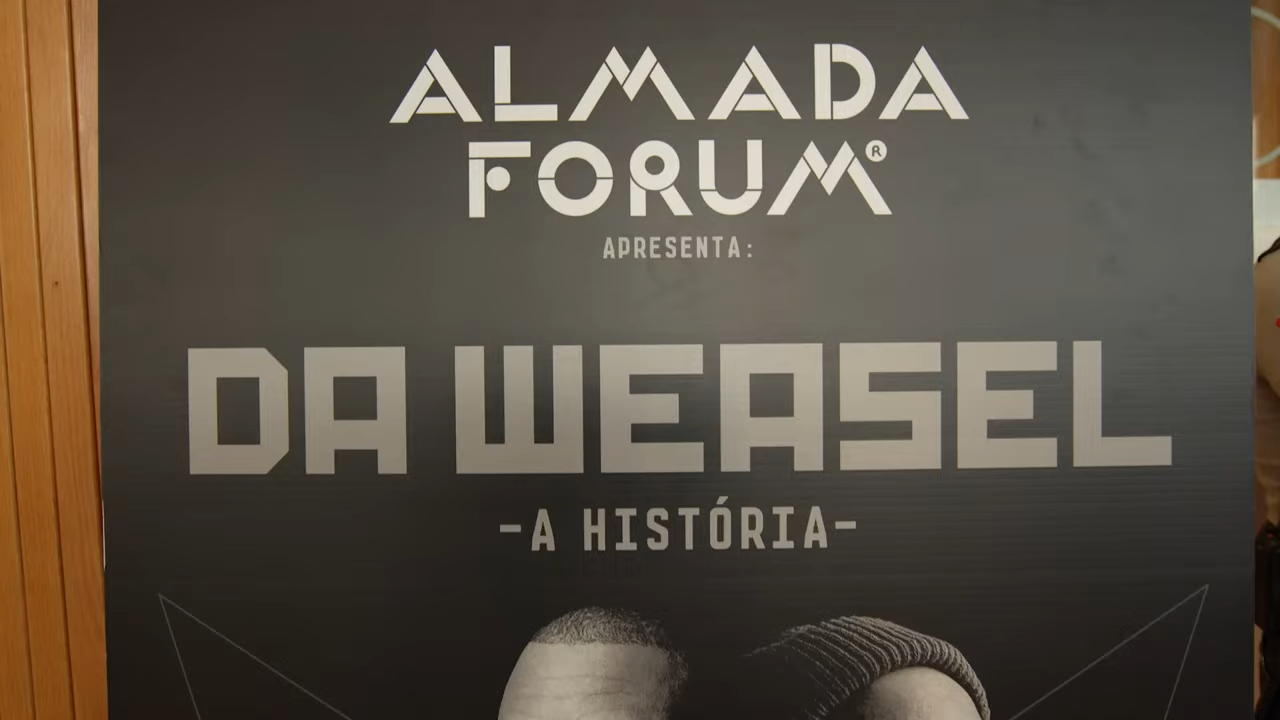 ALMADA
FORUM®
APRESENTA:
DA WEASEL
-A HISTÓRIA-